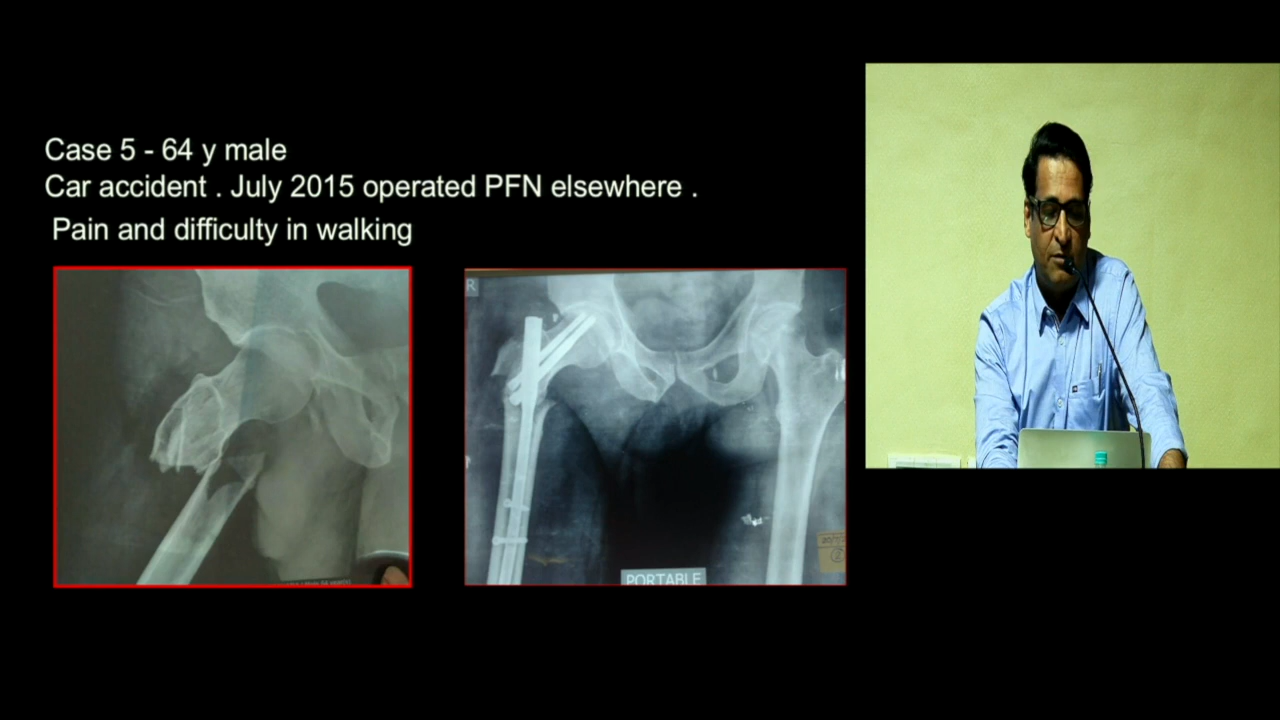 Case 5 - 64 y male
Car accident . July 2015 operated PFN elsewhere .
Pain and difficulty in walking
R
PORTABLE